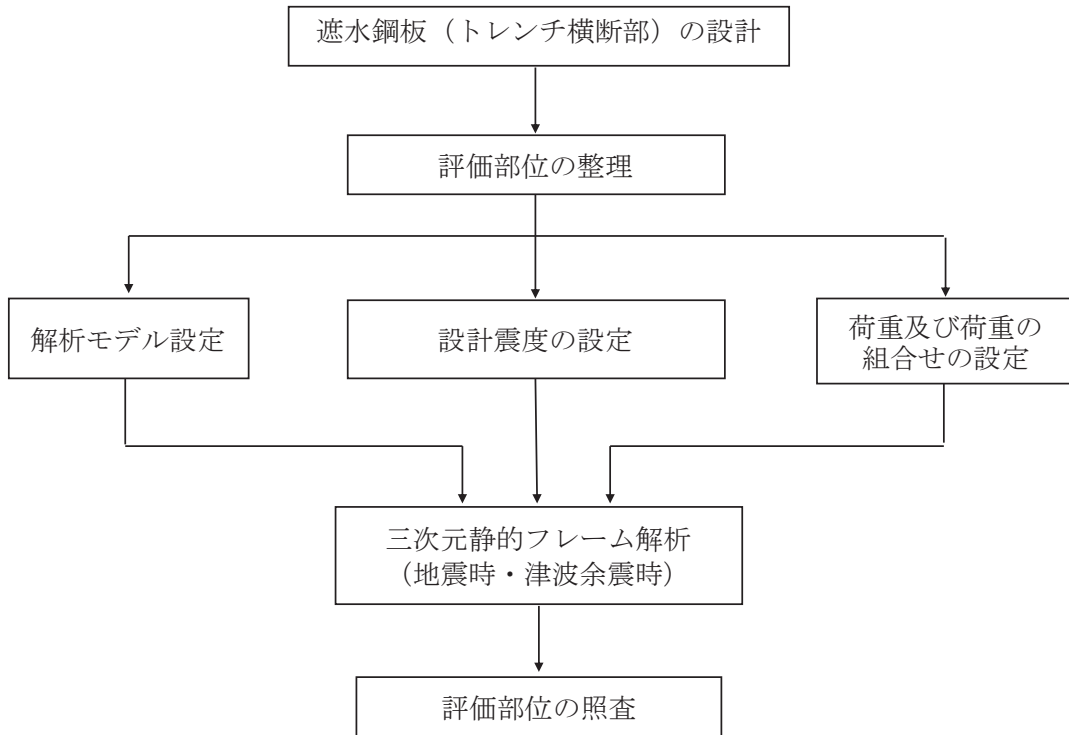 遮水鋼板（トレンチ横断部）の設計
評価部位の整理
解析モデル設定
設計震度の設定
荷重及び荷重の
組合せの設定
三次元静的フレーム解析
（地震時・津波余震時）
評価部位の照査